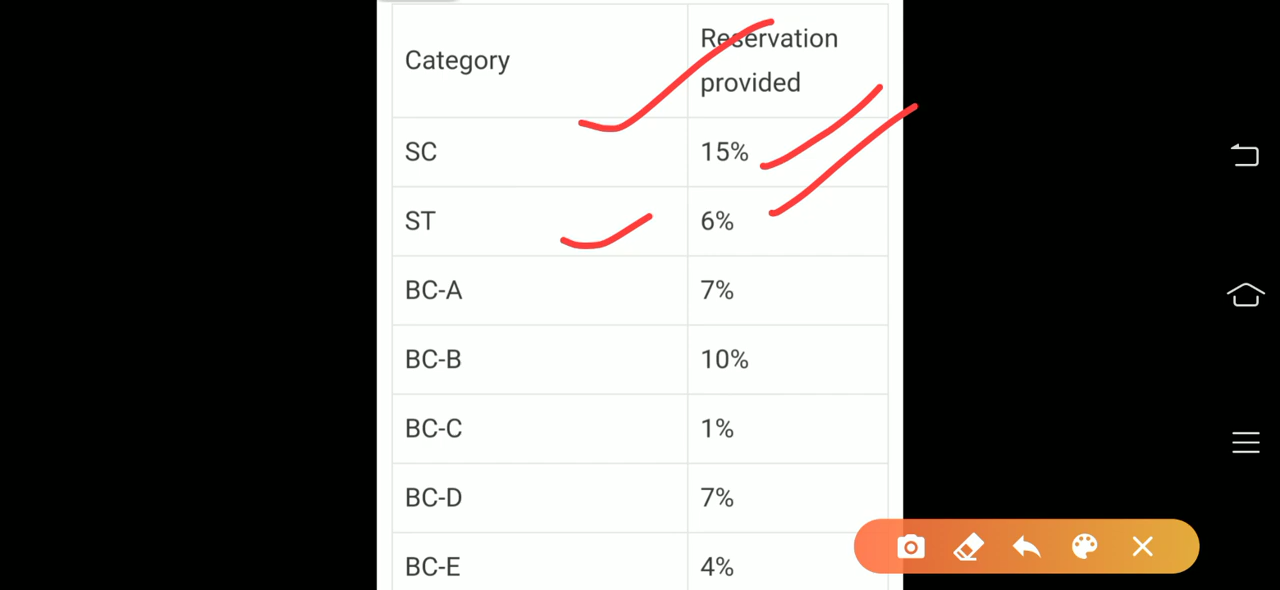 Category
Reservation
provided
SC 15%
ST 6%
BC-A 7%
BC-B 10%
BC-C 1%
BC-D 7%
BC-E 4%